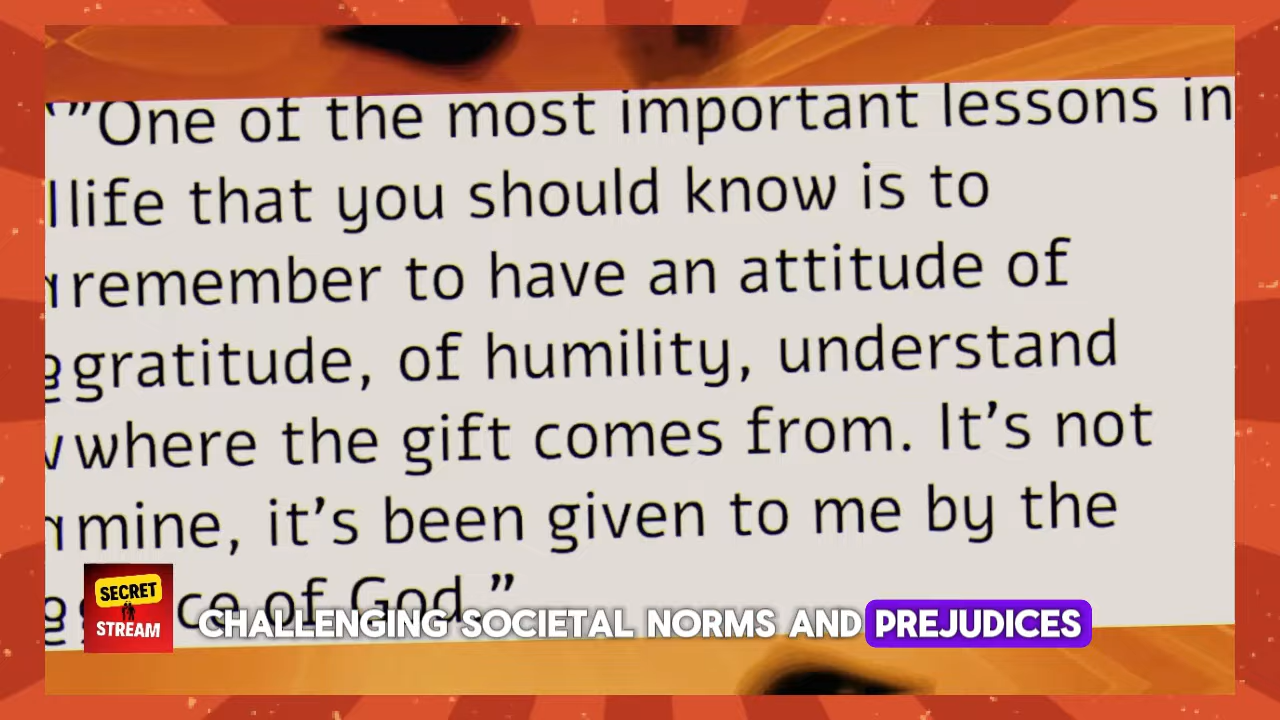 "One of the most important lessons in
life that you should know is to
remember to have an attitude of
gratitude, of humility, understand
where the gift comes from. It’s not
mine, it’s been given to me by the
of God.”
SECRET
STREAM
CHALLENGING SOCIETAL NORMS AND PREJUDICES